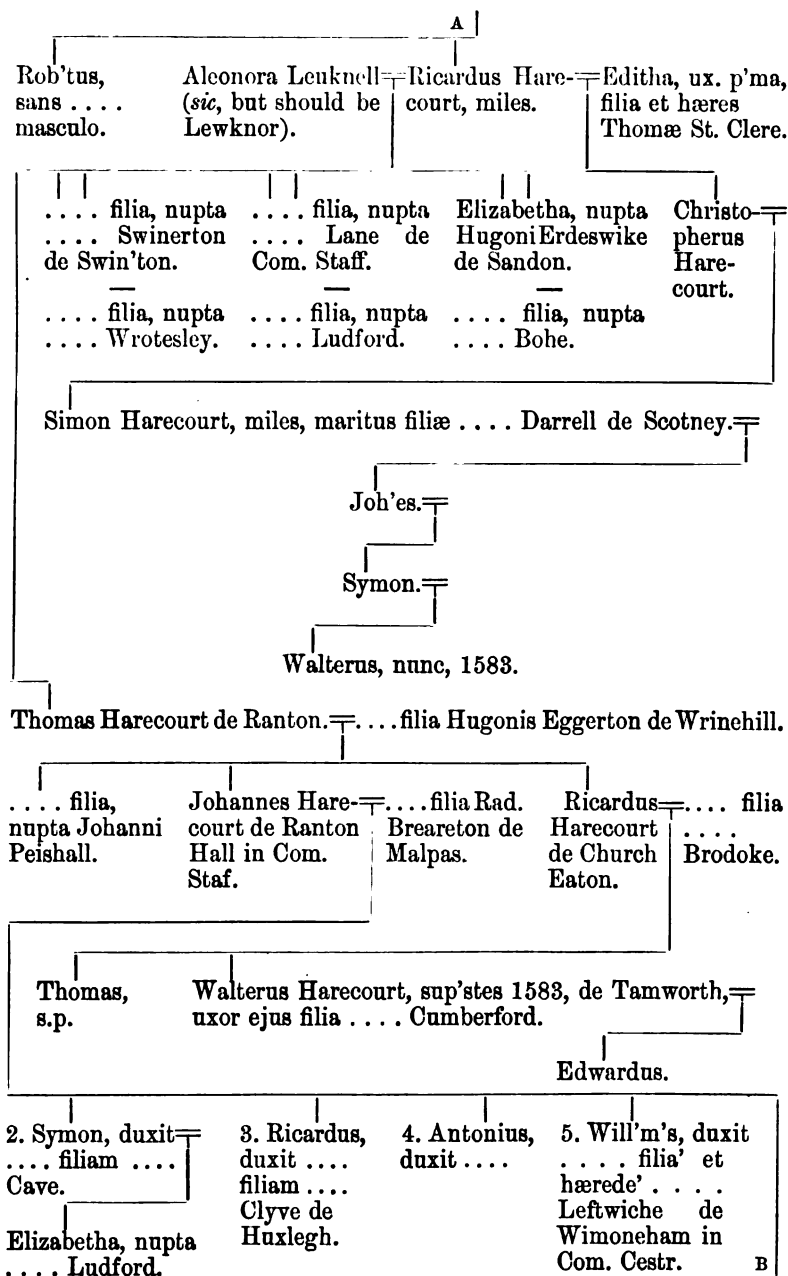 A
Rob'tus,
sans . . . .
masculo.
Aleonora Leuknell
(sic, but should be
Lewknor).
Ricardus Hare-
court, miles.
Editha, ux. p'ma,
filia et hæres
Thomæ St. Clere.
. . . . filia, nupta
. . . . Swinerton
de Swin'ton.
. . . . filia, nupta
. . . . Wrotesley.
. . . . filia, nupta
. . . . Lane de
Com. Staff.
. . . . filia, nupta
. . . . Ludford.
Elizabetha, nupta
Hugoni Erdeswike
de Sandon.
. . . . filia, nupta
. . . . Bohe.
Christo-
pherus
Hare-
court.
Simon Harecourt, miles, maritus filiæ . . . . Darrell de Scotney.
Joh'es.
Symon.
Walterus, nunc, 1583.
Thomas Harecourt de Ranton. . . . . filia Hugonis Eggerton de Wrinehill.
. . . . filia,
nupta Johanni
Peishall.
Johannes Hare-
court de Ranton
Hall in Com.
Staf.
. . . . filia Rad.
Breareton de
Malpas.
Ricardus
Harecourt
de Church
Eaton.
. . . . filia
. . . .
Brodoke.
Thomas,
s.p.
Walterus Harecourt, sup'stes 1583, de Tamworth,
uxor ejus filia . . . . Cumberford.
Edwardus.
2. Symon, duxit
. . . . filiam . . . .
Cave.
Elizabetha, nupta
. . . . Ludford.
3. Ricardus,
duxit . . . .
filiam . . . .
Clyve de
Huxlegh.
4. Antonius,
duxit . . . .
5. Will'm's, duxit
. . . . filia' et
hærede' . . . .
Leftwiche de
Wimoneham in
Com. Cestr.
B